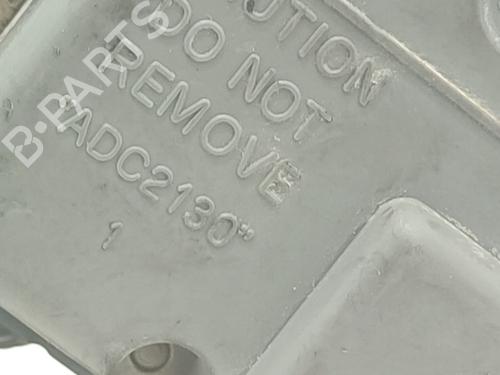 CAUTION
DO NOT
REMOVE
"ADC2130"
1
B-PARTS